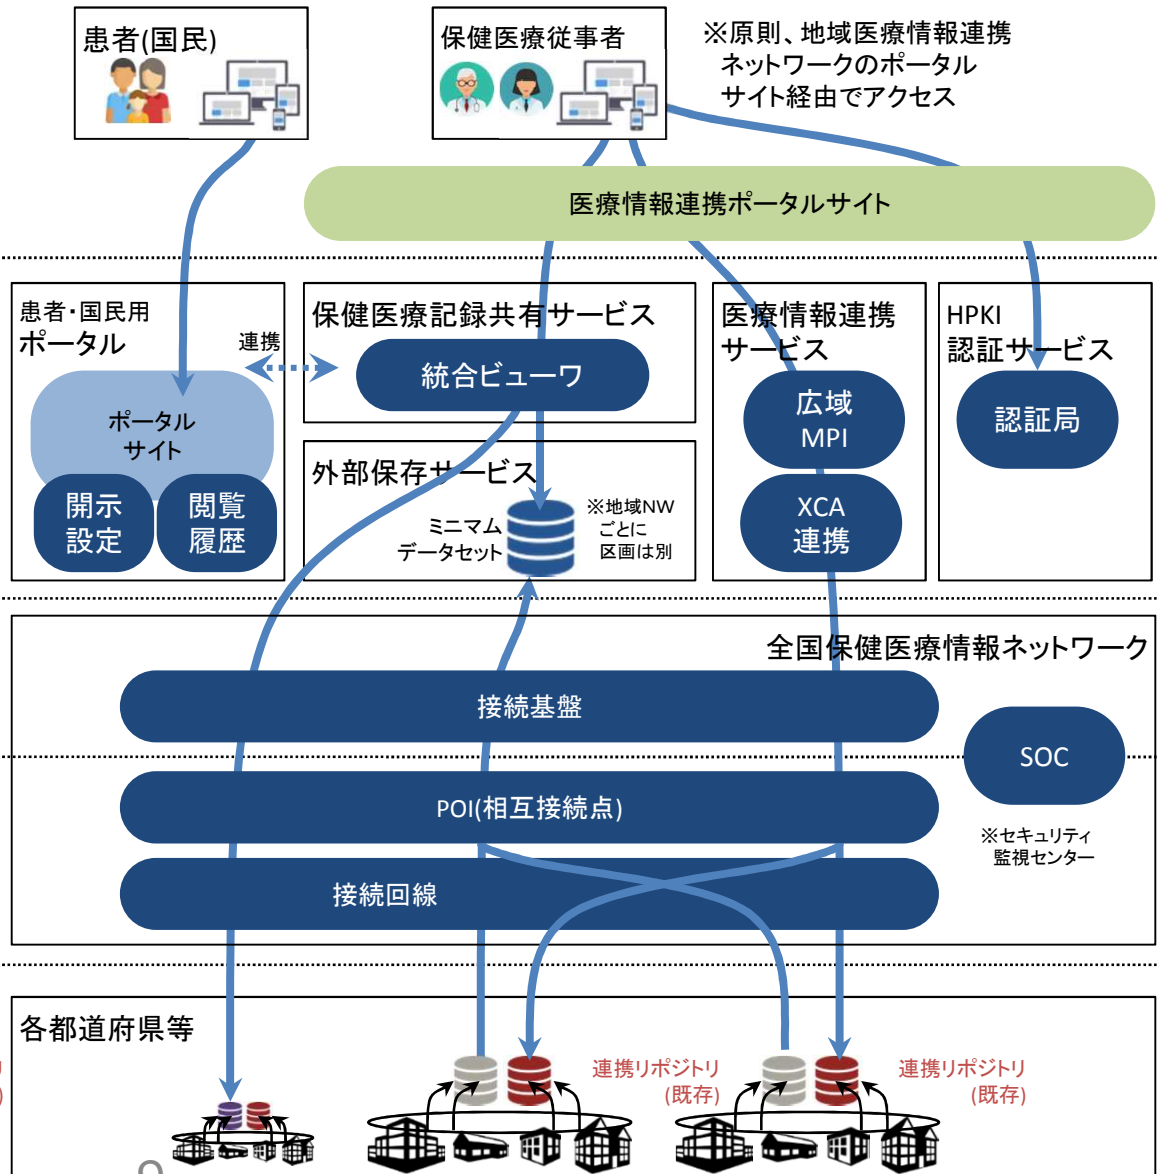 患者(国民)
保健医療従事者
※原則、地域医療情報連携
ネットワークのポータル
サイト経由でアクセス
医療情報連携ポータルサイト
患者・国民用
ポータル
連携
ポータル
サイト
開示
設定
閲覧
履歴
保健医療記録共有サービス
統合ビューワ
外部保存サービス
ミニマム
データセット
※地域NW
ごとに
区画は別
医療情報連携
サービス
広域
MPI
XCA
連携
HPKI
認証サービス
認証局
全国保健医療情報ネットワーク
接続基盤
SOC
POI(相互接続点)
※セキュリティ
監視センター
接続回線
各都道府県等
リ
)
連携リポジトリ
(既存)
連携リポジトリ
(既存)